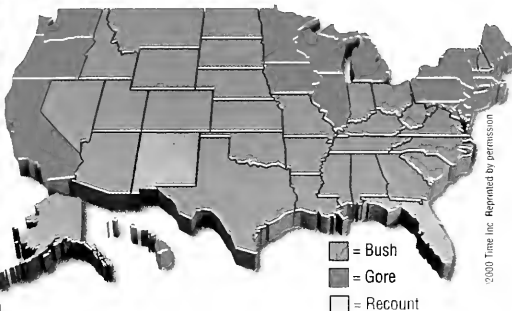 = Bush
= Gore
= Recount
2000 Time Inc Reprinted by permission